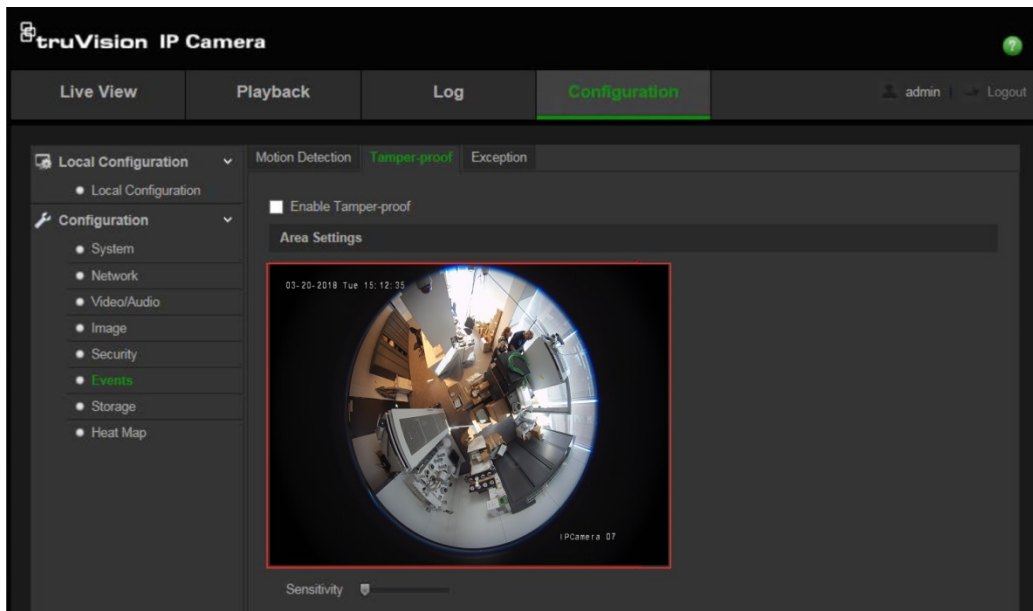 truVision IP Camera
?
Live View Playback Log Configuration admin | Logout
Local Configuration
Local Configuration
Configuration
System
Network
Video/Audio
Image
Security
Events
Storage
Heat Map
Motion Detection Tamper-proof Exception
Enable Tamper-proof
Area Settings
03-20-2018 Tue 15:12:35
IPCamera 07
Sensitivity